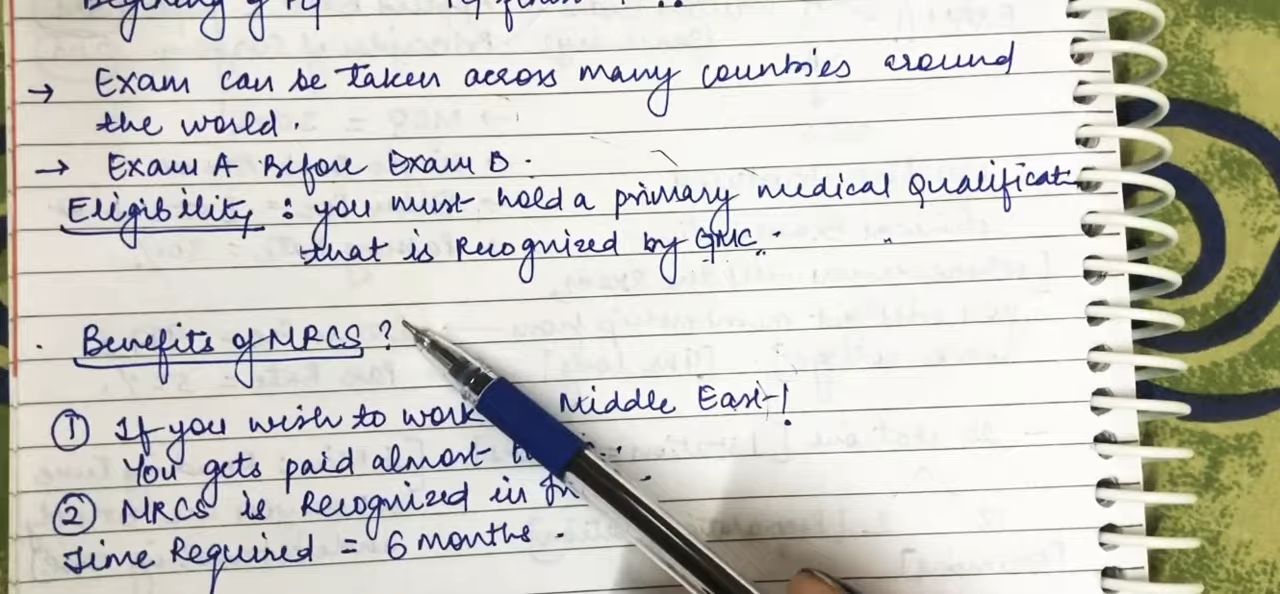 → Exam can be taken across many countries around
the world.
→ Exam A Before Exam B.
Eligibility : you must hold a primary medical Qualificat
that is Recognized by GMC.
Benefits of MRCS ?
① If you wish to work Middle East!
You gets paid almost
② MRCS is Recognized in
Time Required = 6 months.